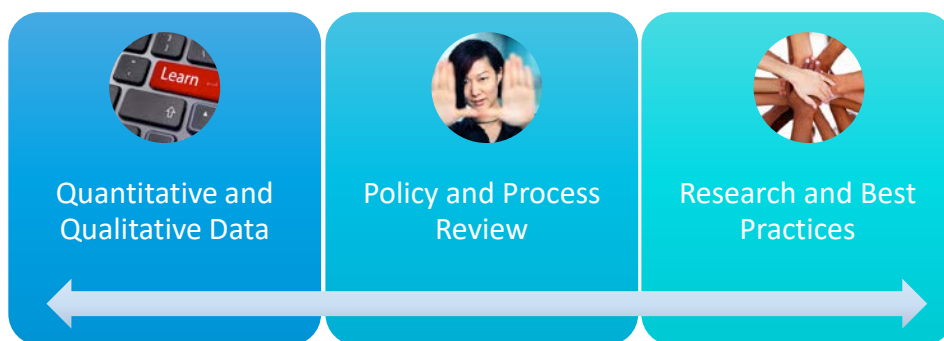 Learn
Quantitative and
Qualitative Data
Policy and Process
Review
Research and Best
Practices